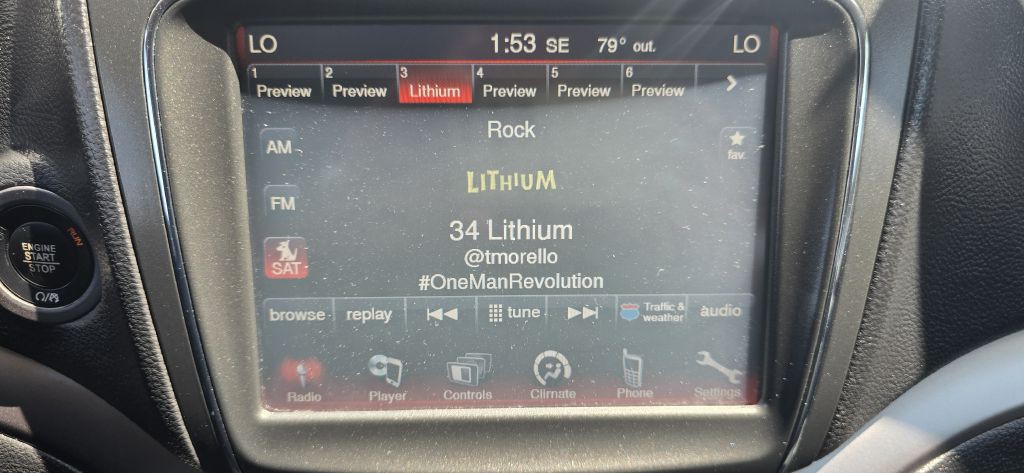 LO 1:53 SE 79° out. LO
1 Preview 2 Preview 3 Lithium 4 Preview 5 Preview 6 Preview
Rock
AM
fav.
LITHIUM
FM
34 Lithium
@tmorello
SAT
#OneManRevolution
browse replay tune Traffic & weather audio
Radio Player Controls Climate Phone Settings
RUN
ENGINE
START
STOP